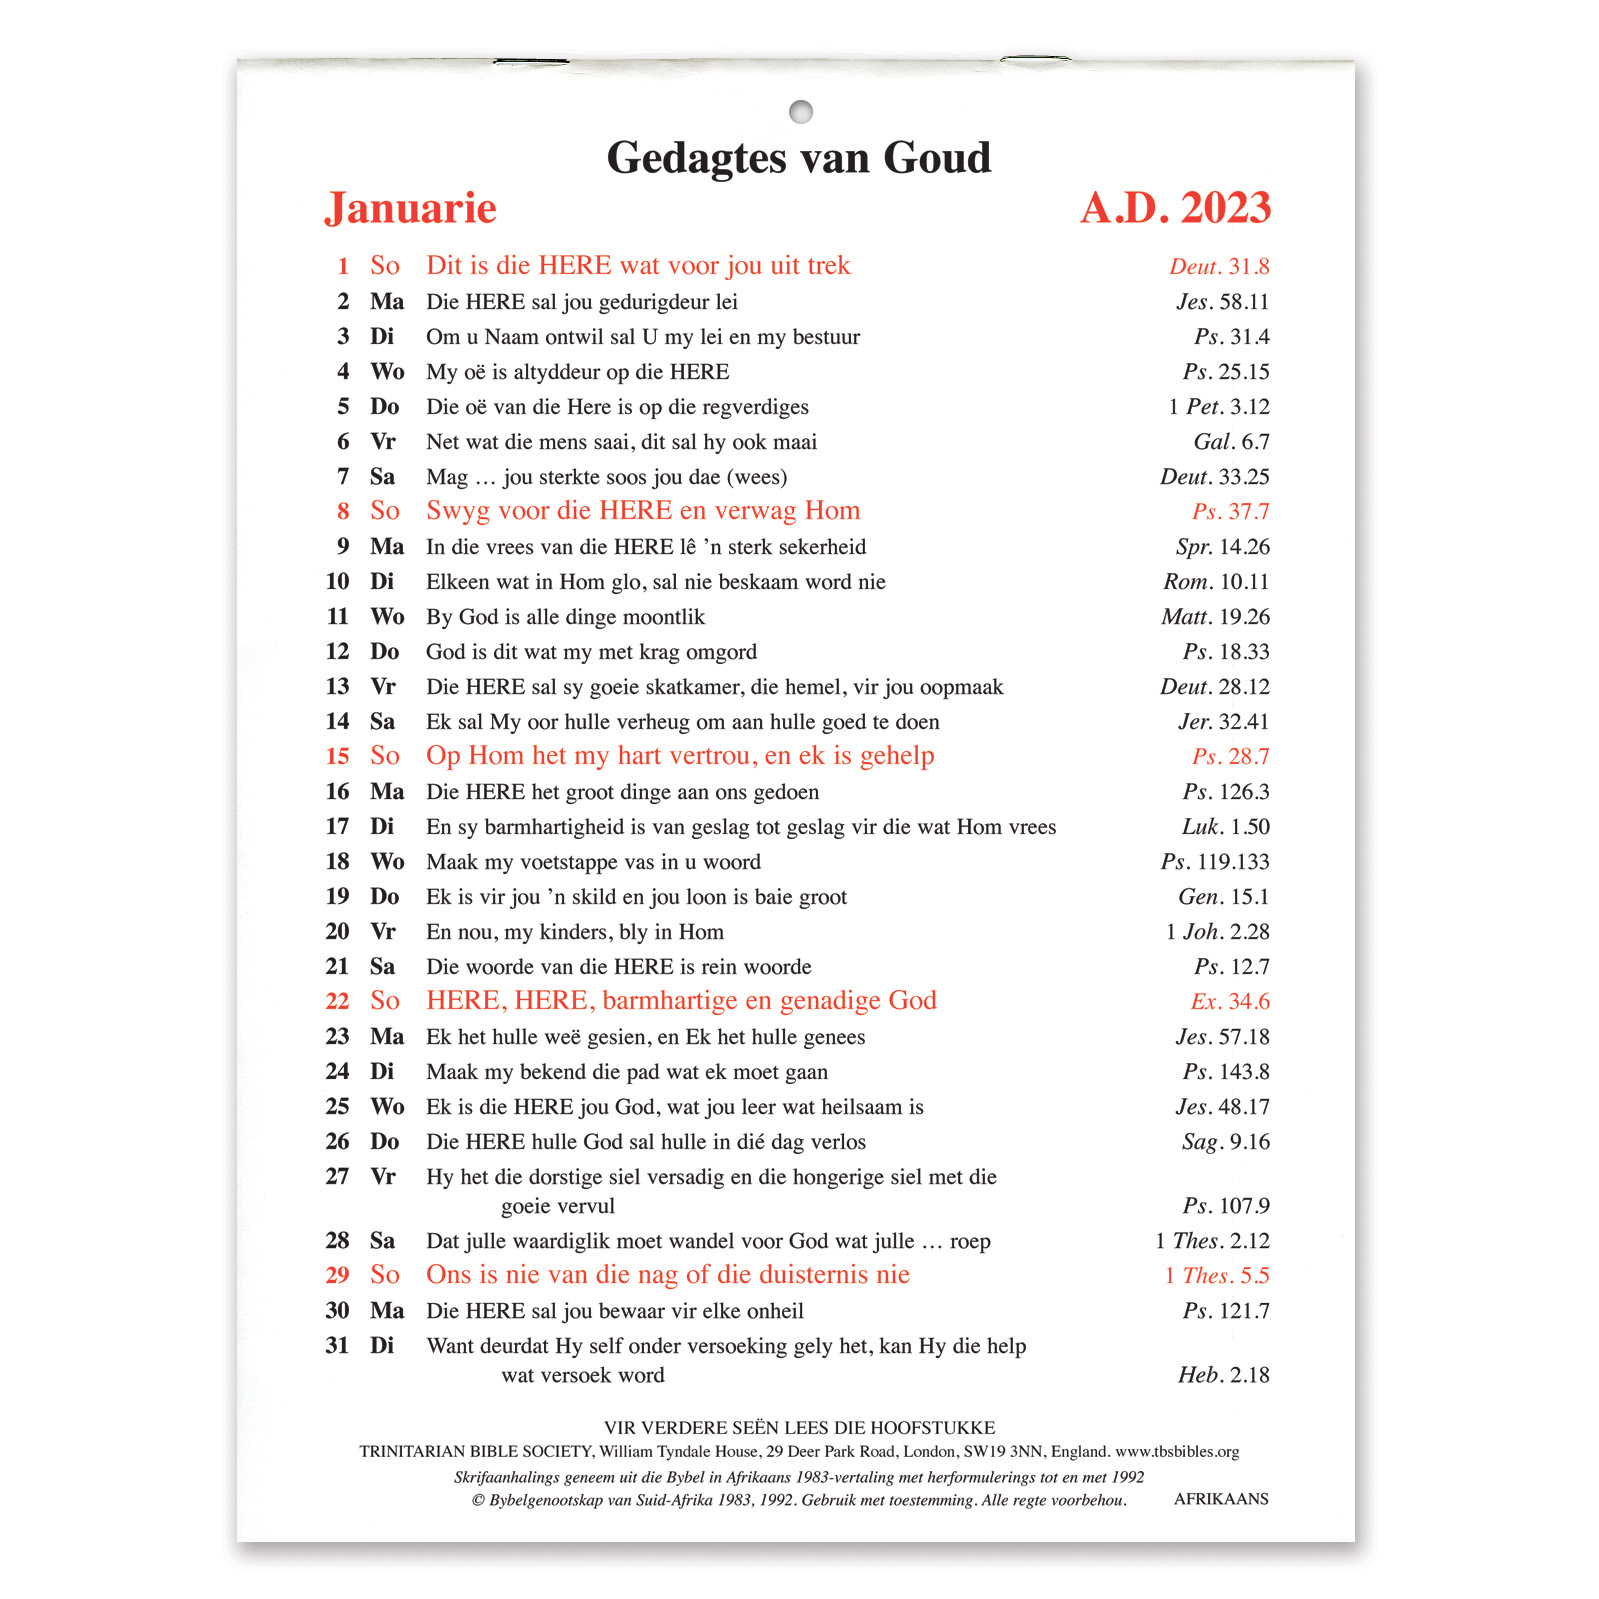 Gedagtes van Goud
Januarie A.D. 2023
1 So Dit is die HERE wat voor jou uit trek Deut. 31.8
2 Ma Die HERE sal jou gedurigdeur lei Jes. 58.11
3 Di Om u Naam ontwil sal U my lei en my bestuur Ps. 31.4
4 Wo My oë is altyddeur op die HERE Ps. 25.15
5 Do Die oë van die Here is op die regverdiges 1 Pet. 3.12
6 Vr Net wat die mens saai, dit sal hy ook maai Gal. 6.7
7 Sa Mag … jou sterkte soos jou dae (wees) Deut. 33.25
8 So Swyg voor die HERE en verwag Hom Ps. 37.7
9 Ma In die vrees van die HERE lê ’n sterk sekerheid Spr. 14.26
10 Di Elkeen wat in Hom glo, sal nie beskaam word nie Rom. 10.11
11 Wo By God is alle dinge moontlik Matt. 19.26
12 Do God is dit wat my met krag omgord Ps. 18.33
13 Vr Die HERE sal sy goeie skatkamer, die hemel, vir jou oopmaak Deut. 28.12
14 Sa Ek sal My oor hulle verheug om aan hulle goed te doen Jer. 32.41
15 So Op Hom het my hart vertrou, en ek is gehelp Ps. 28.7
16 Ma Die HERE het groot dinge aan ons gedoen Ps. 126.3
17 Di En sy barmhartigheid is van geslag tot geslag vir die wat Hom vrees Luk. 1.50
18 Wo Maak my voetstappe vas in u woord Ps. 119.133
19 Do Ek is vir jou ’n skild en jou loon is baie groot Gen. 15.1
20 Vr En nou, my kinders, bly in Hom 1 Joh. 2.28
21 Sa Die woorde van die HERE is rein woorde Ps. 12.7
22 So HERE, HERE, barmhartige en genadige God Ex. 34.6
23 Ma Ek het hulle weë gesien, en Ek het hulle genees Jes. 57.18
24 Di Maak my bekend die pad wat ek moet gaan Ps. 143.8
25 Wo Ek is die HERE jou God, wat jou leer wat heilsaam is Jes. 48.17
26 Do Die HERE hulle God sal hulle in dié dag verlos Sag. 9.16
27 Vr Hy het die dorstige siel versadig en die hongerige siel met die
goeie vervul Ps. 107.9
28 Sa Dat julle waardiglik moet wandel voor God wat julle … roep 1 Thes. 2.12
29 So Ons is nie van die nag of die duisternis nie 1 Thes. 5.5
30 Ma Die HERE sal jou bewaar vir elke onheil Ps. 121.7
31 Di Want deurdat Hy self onder versoeking gely het, kan Hy die help
wat versoek word Heb. 2.18
VIR VERDERE SEËN LEES DIE HOOFSTUKKE
TRINITARIAN BIBLE SOCIETY, William Tyndale House, 29 Deer Park Road, London, SW19 3NN, England. www.tbsbibles.org
Skrifaanhalings geneem uit die Bybel in Afrikaans 1983-vertaling met herformulerings tot en met 1992
© Bybelgenootskap van Suid-Afrika 1983, 1992. Gebruik met toestemming. Alle regte voorbehou. AFRIKAANS